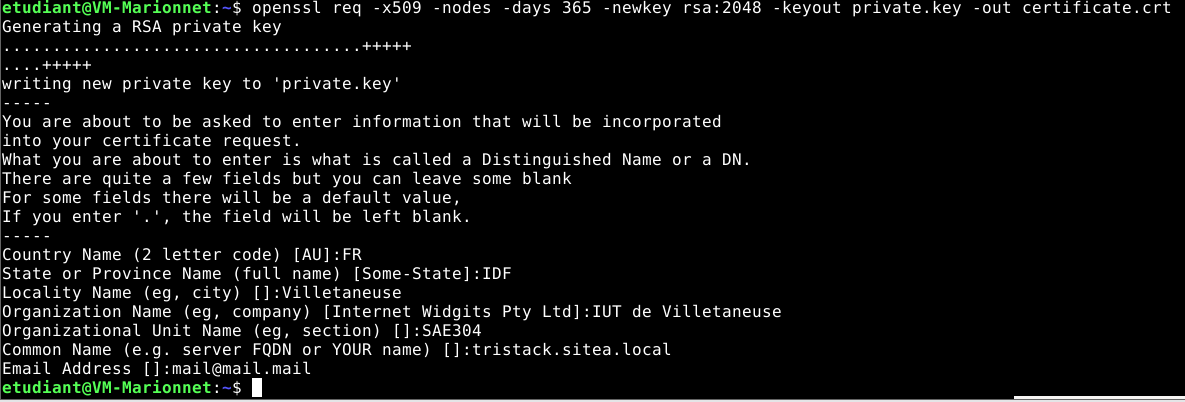 etudiant@VM-Marionnet:~$ openssl req -x509 -nodes -days 365 -newkey rsa:2048 -keyout private.key -out certificate.crt
Generating a RSA private key
....................................+++++
....+++++
writing new private key to 'private.key'
-----
You are about to be asked to enter information that will be incorporated
into your certificate request.
What you are about to enter is what is called a Distinguished Name or a DN.
There are quite a few fields but you can leave some blank
For some fields there will be a default value,
If you enter '.', the field will be left blank.
-----
Country Name (2 letter code) [AU]:FR
State or Province Name (full name) [Some-State]:IDF
Locality Name (eg, city) []:Villetaneuse
Organization Name (eg, company) [Internet Widgits Pty Ltd]:IUT de Villetaneuse
Organizational Unit Name (eg, section) []:SAE304
Common Name (e.g. server FQDN or YOUR name) []:tristack.sitea.local
Email Address []:mail@mail.mail
etudiant@VM-Marionnet:~$